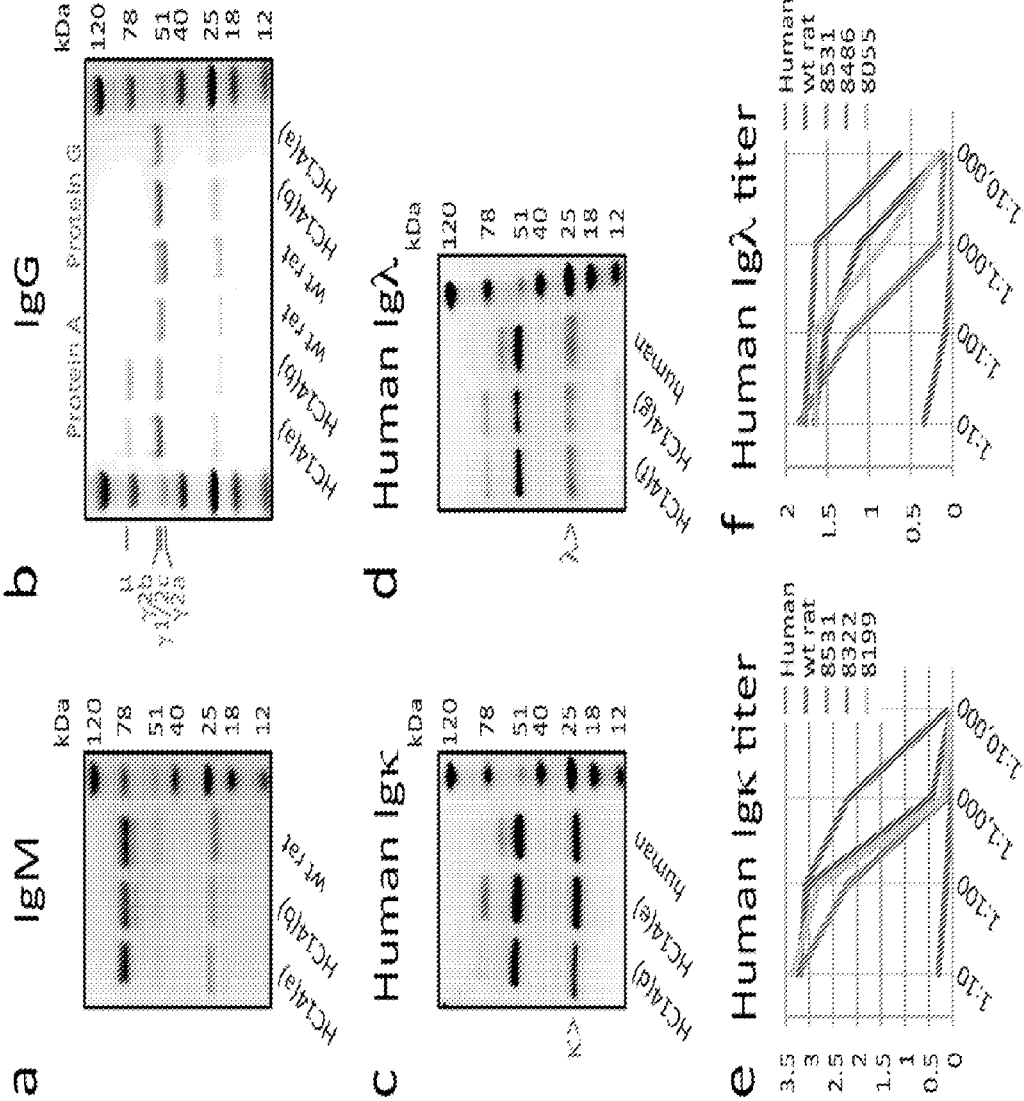 a
IgM
kDa
120
78
51
40
25
18
12
HC14(a)
HC14(b)
wt rat
b
IgG
Protein A
Protein G
kDa
120
78
51
40
25
18
12
μ
γ2b
γ1/2c
γ2a
HC14(a)
HC14(b)
wt rat
wt rat
HC14(b)
HC14(a)
c
Human Igκ
kDa
120
78
51
40
25
18
12
κ>
HC14(d)
HC14(e)
human
d
Human Igλ
kDa
120
78
51
40
25
18
12
λ>
HC14(f)
HC14(g)
human
e
Human Igκ titer
3.5
3
2.5
2
1.5
1
0.5
0
1:10
1:100
1:1,000
1:10,000
Human
wt rat
8531
8322
8199
f
Human Igλ titer
2
1.5
1
0.5
0
1:10
1:100
1:1,000
1:10,000
Human
wt rat
8531
8486
8055